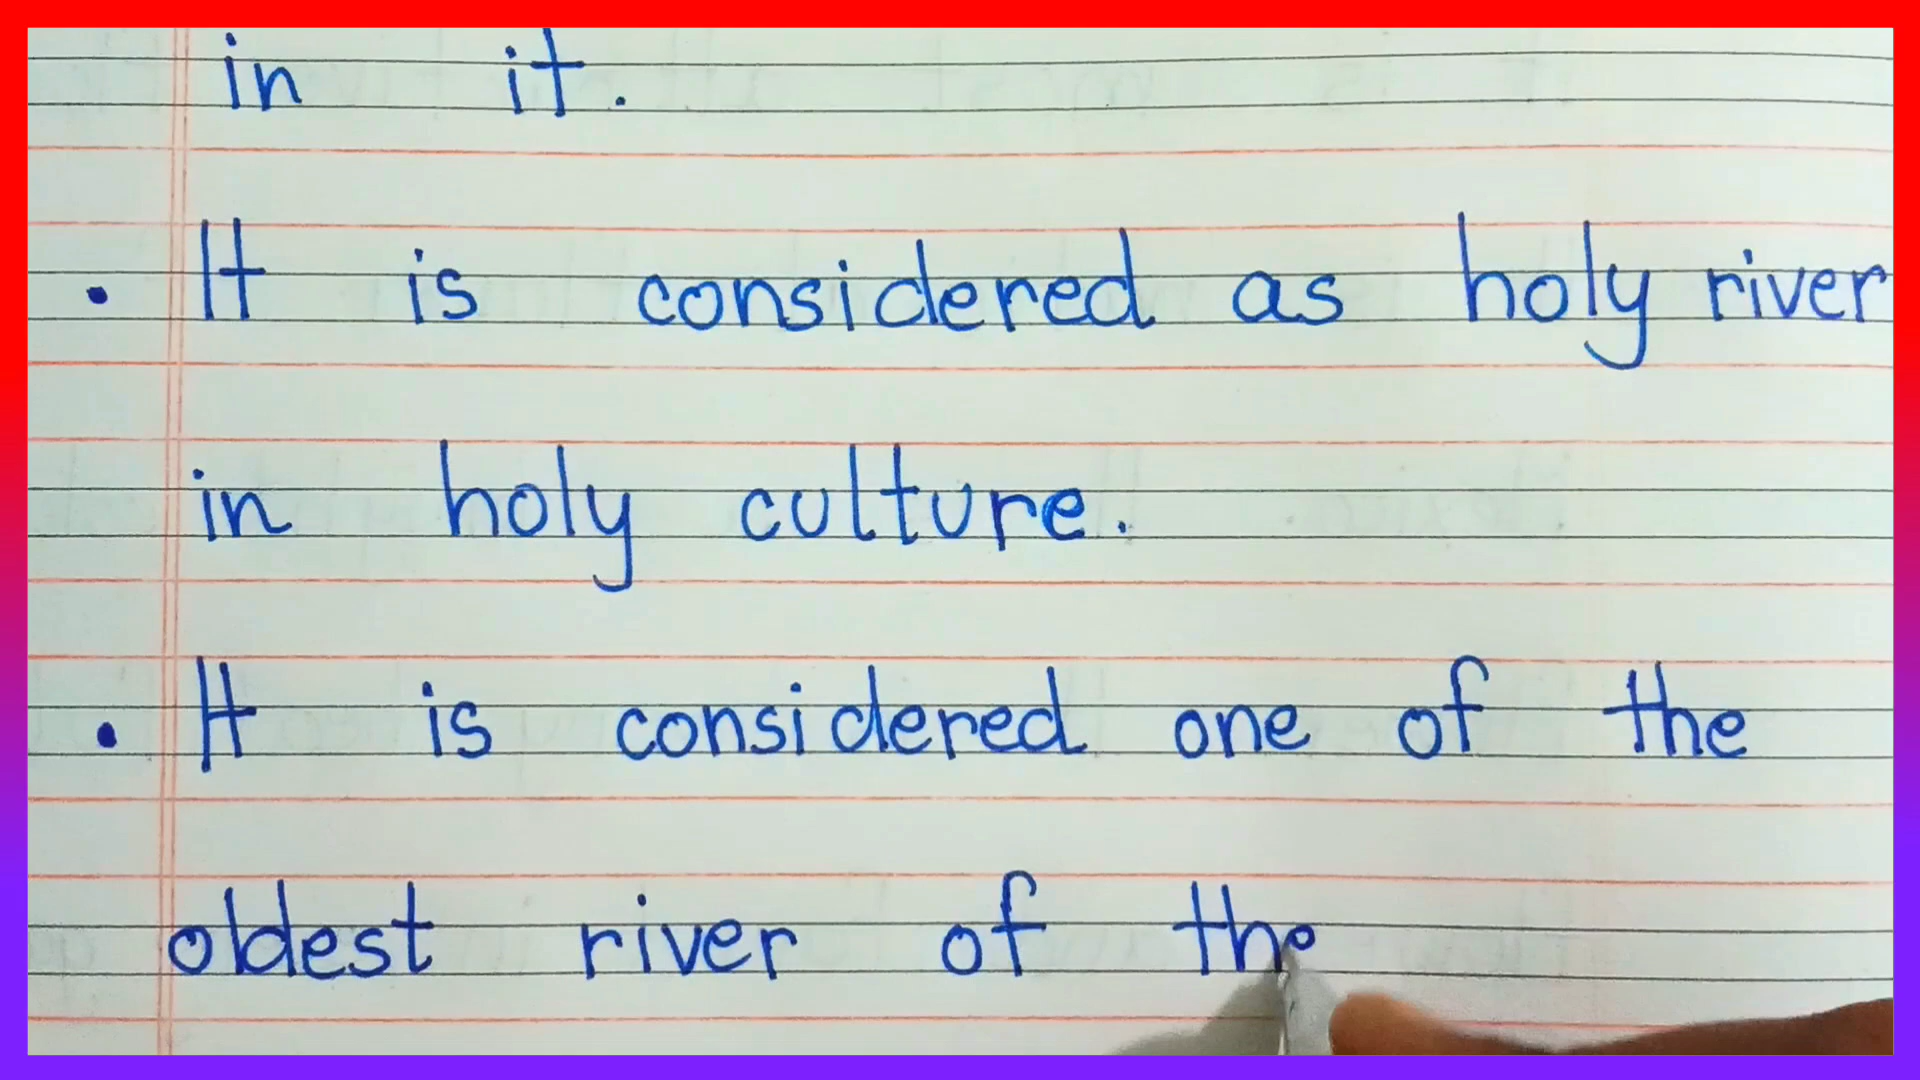 in it.
• It is considered as holy river
in holy culture.
• It is considered one of the
oldest river of the